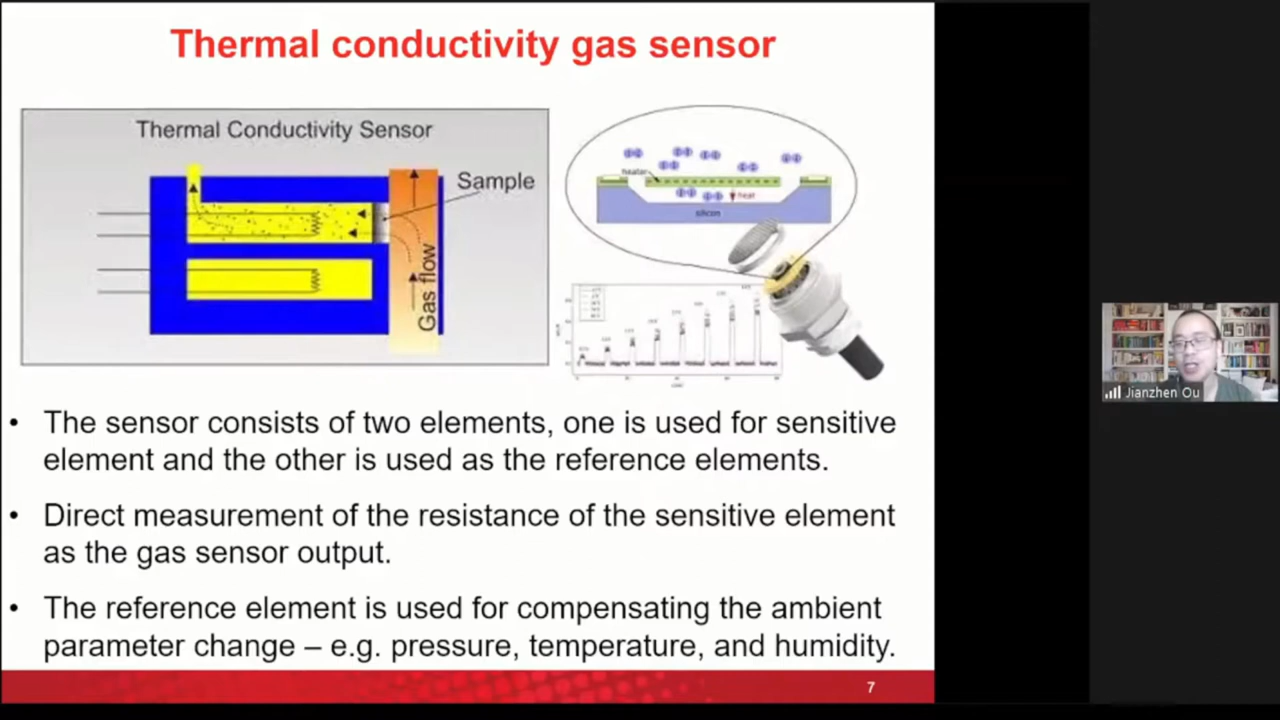 Thermal conductivity gas sensor
Thermal Conductivity Sensor
Sample
Gas flow
heater
heat
silicon
The sensor consists of two elements, one is used for sensitive
element and the other is used as the reference elements.
Direct measurement of the resistance of the sensitive element
as the gas sensor output.
The reference element is used for compensating the ambient
parameter change – e.g. pressure, temperature, and humidity.
7
Jianzhen Ou